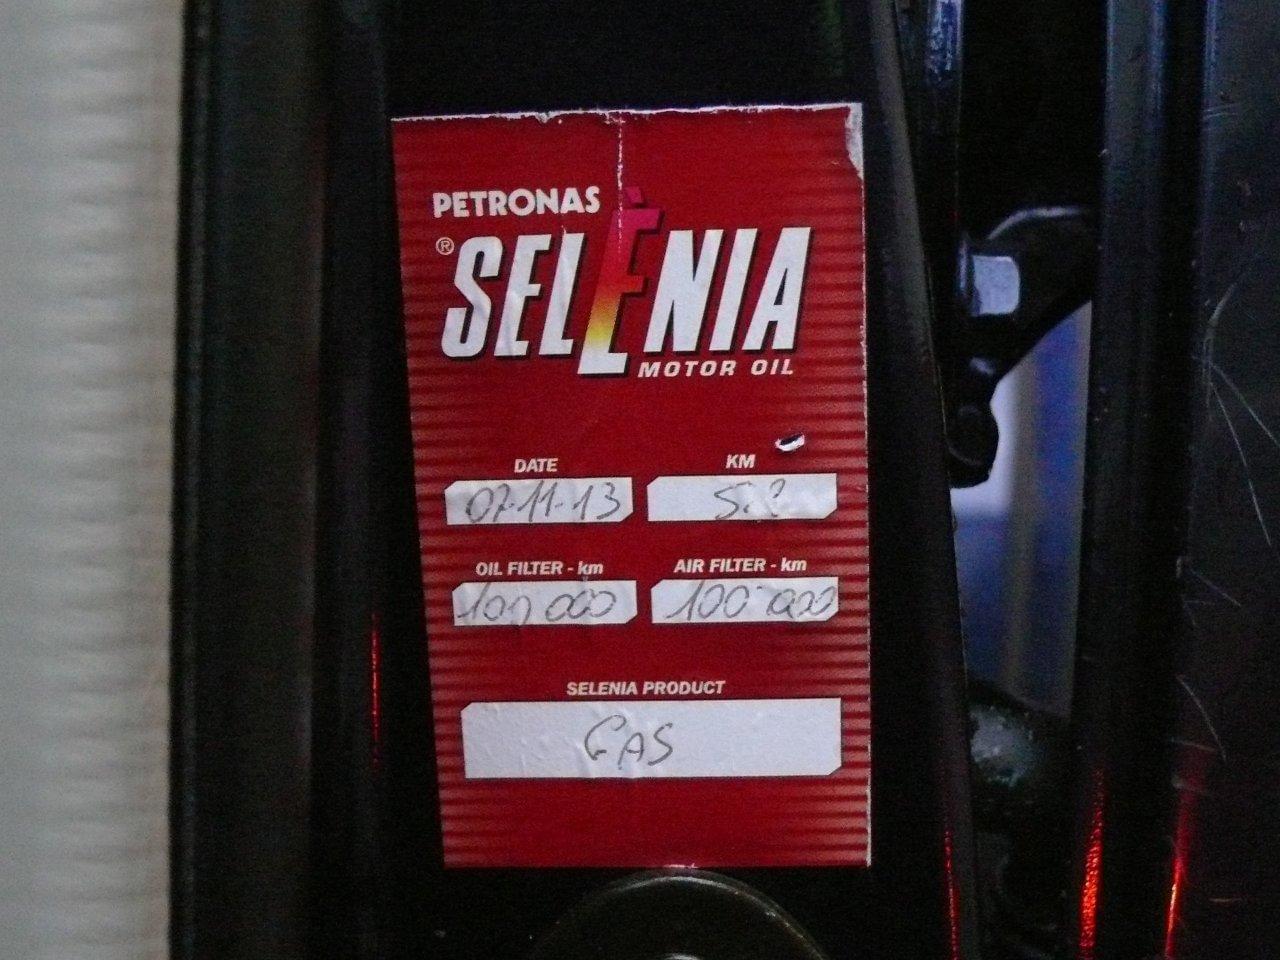 PETRONAS
® SELÈNIA
MOTOR OIL
DATE KM
07-11-13
OIL FILTER - km AIR FILTER - km
100 000 100 000
SELENIA PRODUCT
GAS